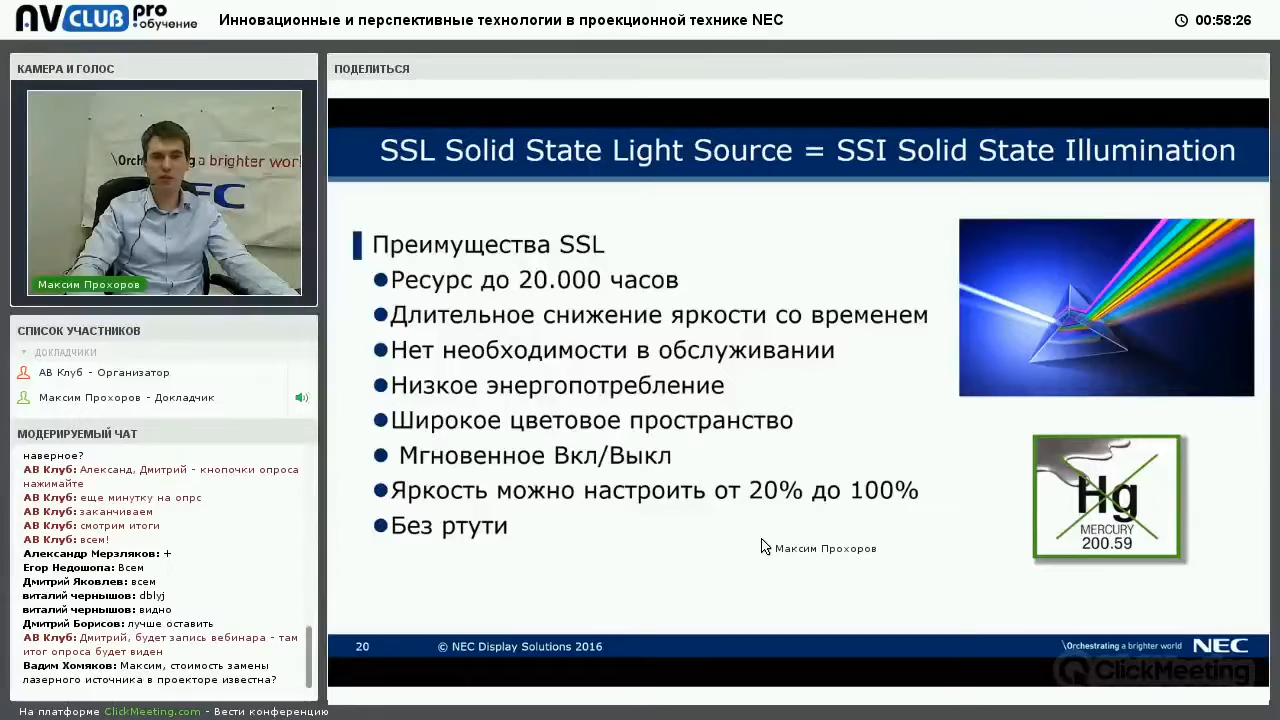 AV CLUB pro
обучение
Инновационные и перспективные технологии в проекционной технике NEC
00:58:26
КАМЕРА И ГОЛОС
\Orchestrating a brighter worl
NEC
Максим Прохоров
СПИСОК УЧАСТНИКОВ
ДОКЛАДЧИКИ
АВ Клуб - Организатор
Максим Прохоров - Докладчик
МОДЕРИРУЕМЫЙ ЧАТ
наверное?
АВ Клуб: Александ, Дмитрий - кнопочки опроса
нажимайте
АВ Клуб: еще минутку на опрс
АВ Клуб: заканчиваем
АВ Клуб: смотрим итоги
АВ Клуб: всем!
Александр Мерзляков: +
Егор Недошопа: Всем
Дмитрий Яковлев: всем
виталий чернышов: dblyj
виталий чернышов: видно
Дмитрий Борисов: лучше оставить
АВ Клуб: Дмитрий, будет запись вебинара - там
итог опроса будет виден
Вадим Хомяков: Максим, стоимость замены
лазерного источника в проекторе известна?
На платформе ClickMeeting.com - Вести конференцию
ПОДЕЛИТЬСЯ
SSL Solid State Light Source = SSI Solid State Illumination
Преимущества SSL
●Ресурс до 20.000 часов
●Длительное снижение яркости со временем
●Нет необходимости в обслуживании
●Низкое энергопотребление
●Широкое цветовое пространство
● Мгновенное Вкл/Выкл
●Яркость можно настроить от 20% до 100%
●Без ртути
Максим Прохоров
Hg
MERCURY
200.59
20
© NEC Display Solutions 2016
\Orchestrating a brighter world
NEC
ClickMeeting